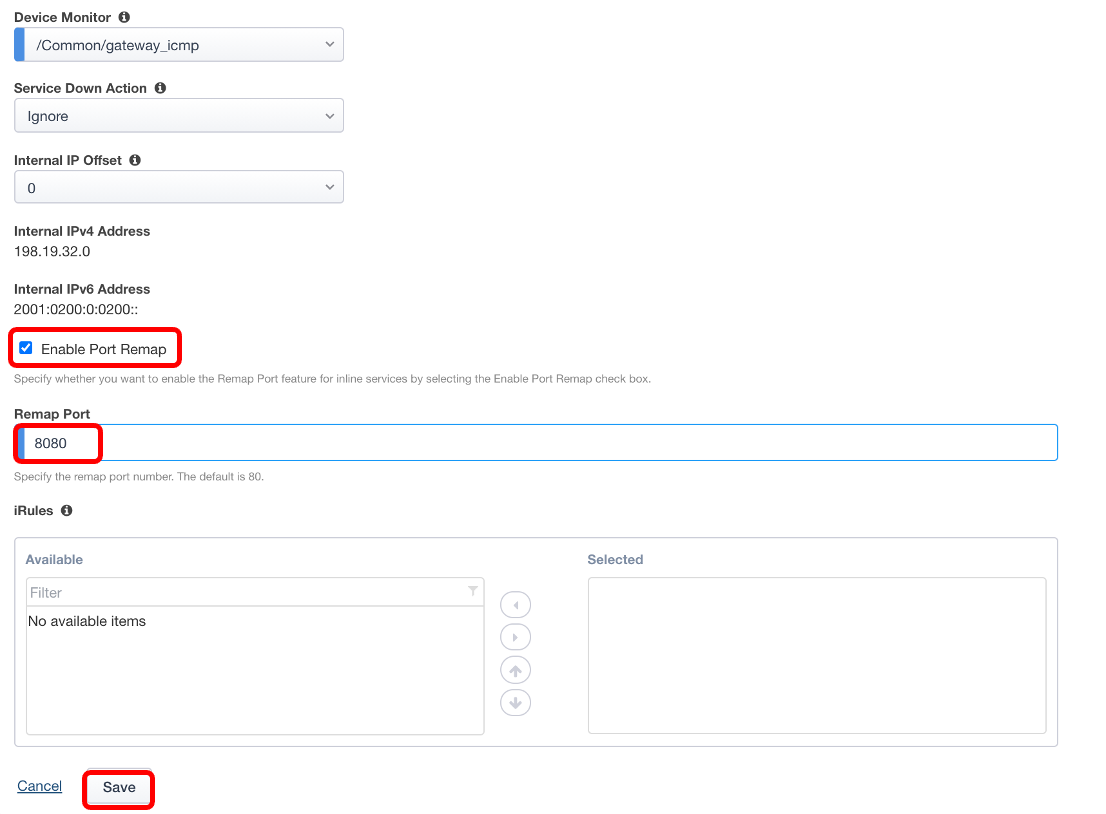 Device Monitor
/Common/gateway_icmp
Service Down Action
Ignore
Internal IP Offset
0
Internal IPv4 Address
198.19.32.0
Internal IPv6 Address
2001:0200:0:0200::
Enable Port Remap
Specify whether you want to enable the Remap Port feature for inline services by selecting the Enable Port Remap check box.
Remap Port
8080
Specify the remap port number. The default is 80.
iRules
Available
Selected
Filter
No available items
Cancel
Save